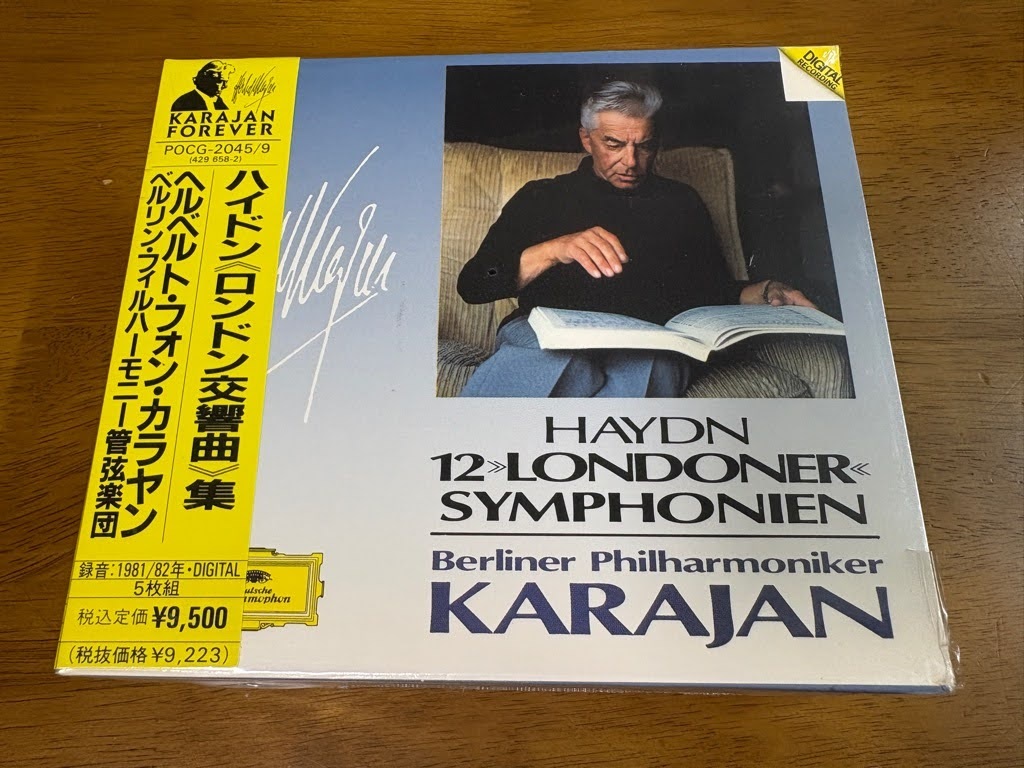 KARAJAN
FOREVER
POCG-2045/9
(429 658-2)
ハイドン《ロンドン交響曲》集
ヘルベルト・フォン・カラヤン
ベルリン・フィルハーモニー管弦楽団
録音:1981/82年・DIGITAL
5枚組
税込定価 ¥9,500
(税抜価格 ¥9,223)
DIGITAL
RECORDING
HAYDN
12»LONDONER«
SYMPHONIEN
Berliner Philharmoniker
KARAJAN